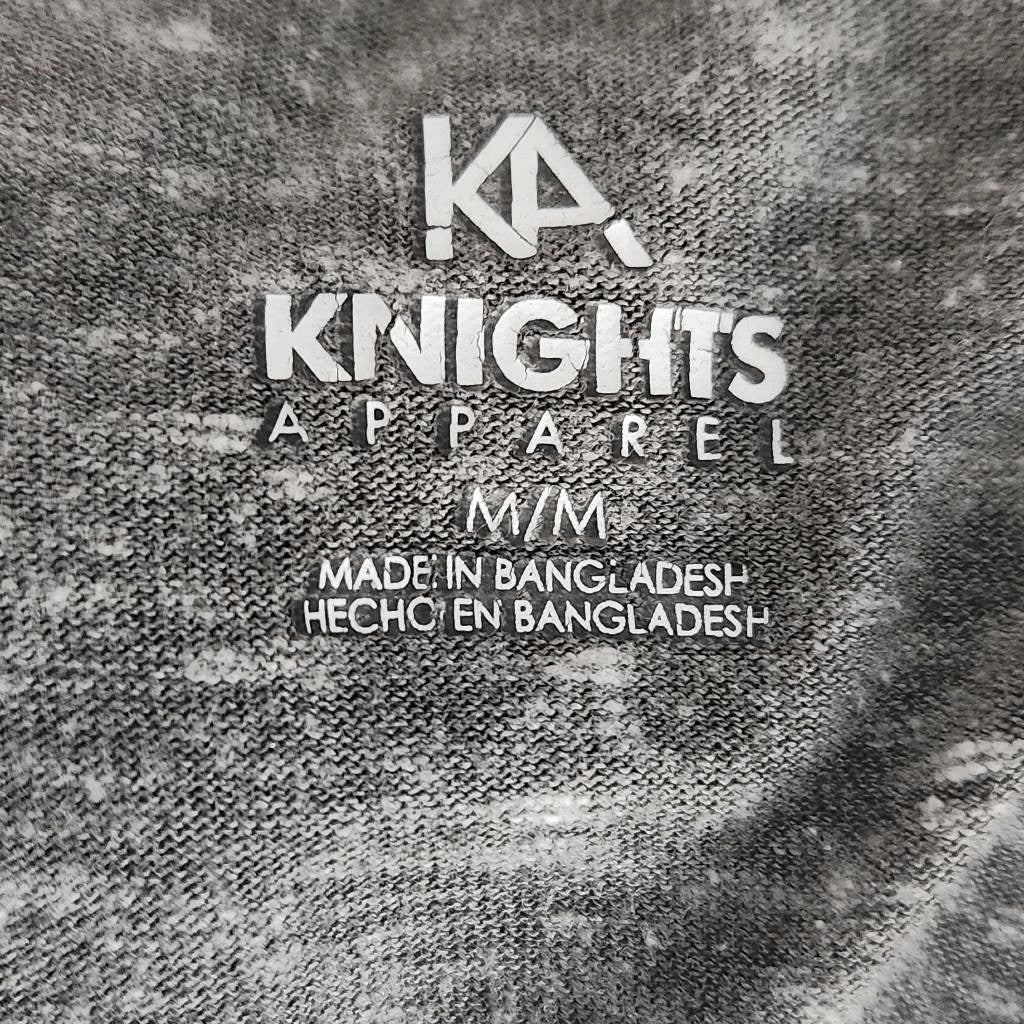 KA
KNIGHTS
APPAREL
M/M
MADE IN BANGLADESH
HECHO EN BANGLADESH